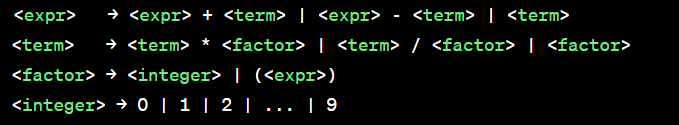 <expr> → <expr> + <term> | <expr> - <term> | <term>
<term> → <term> * <factor> | <term> / <factor> | <factor>
<factor> → <integer> | (<expr>)
<integer> → 0 | 1 | 2 | ... | 9